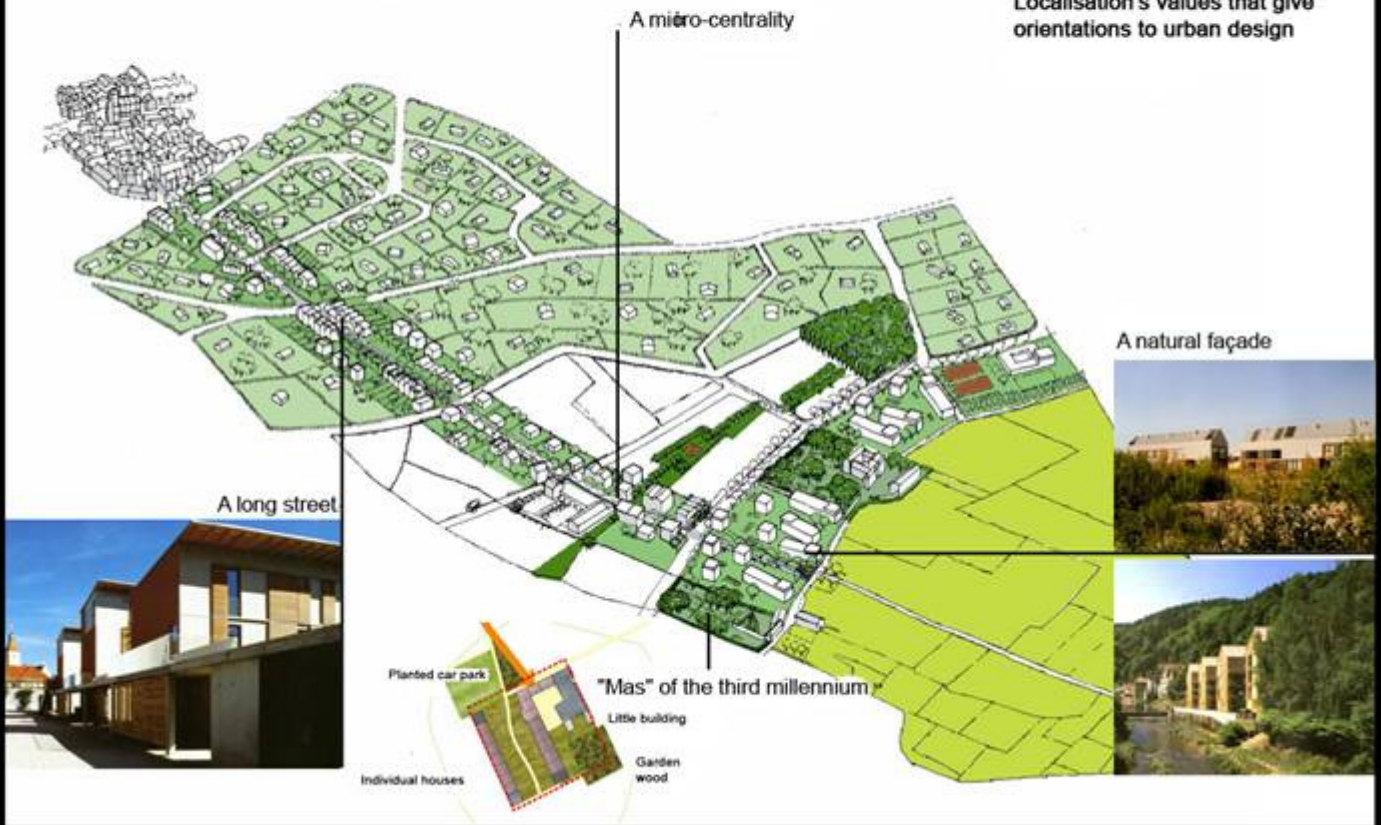 A micro-centrality
Localisation's values that give
orientations to urban design
A natural façade
A long street
Planted car park
"Mas" of the third millennium
Little building
Garden
wood
Individual houses